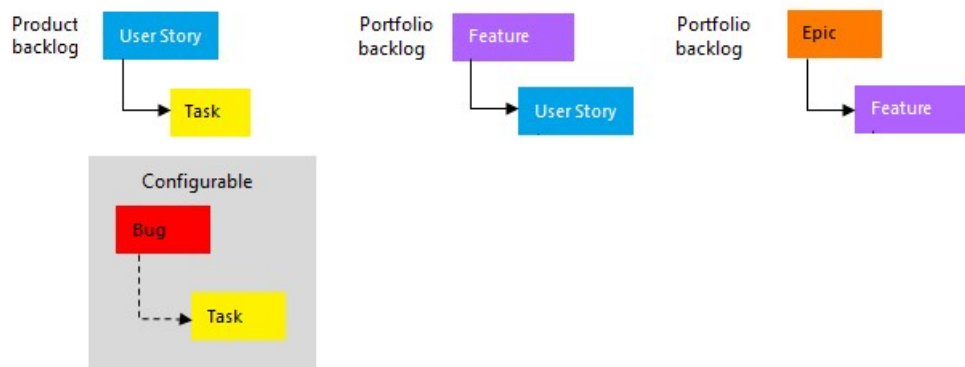 Product
backlog
User Story
Task
Portfolio
backlog
Feature
User Story
Portfolio
backlog
Epic
Feature
Configurable
Bug
Task